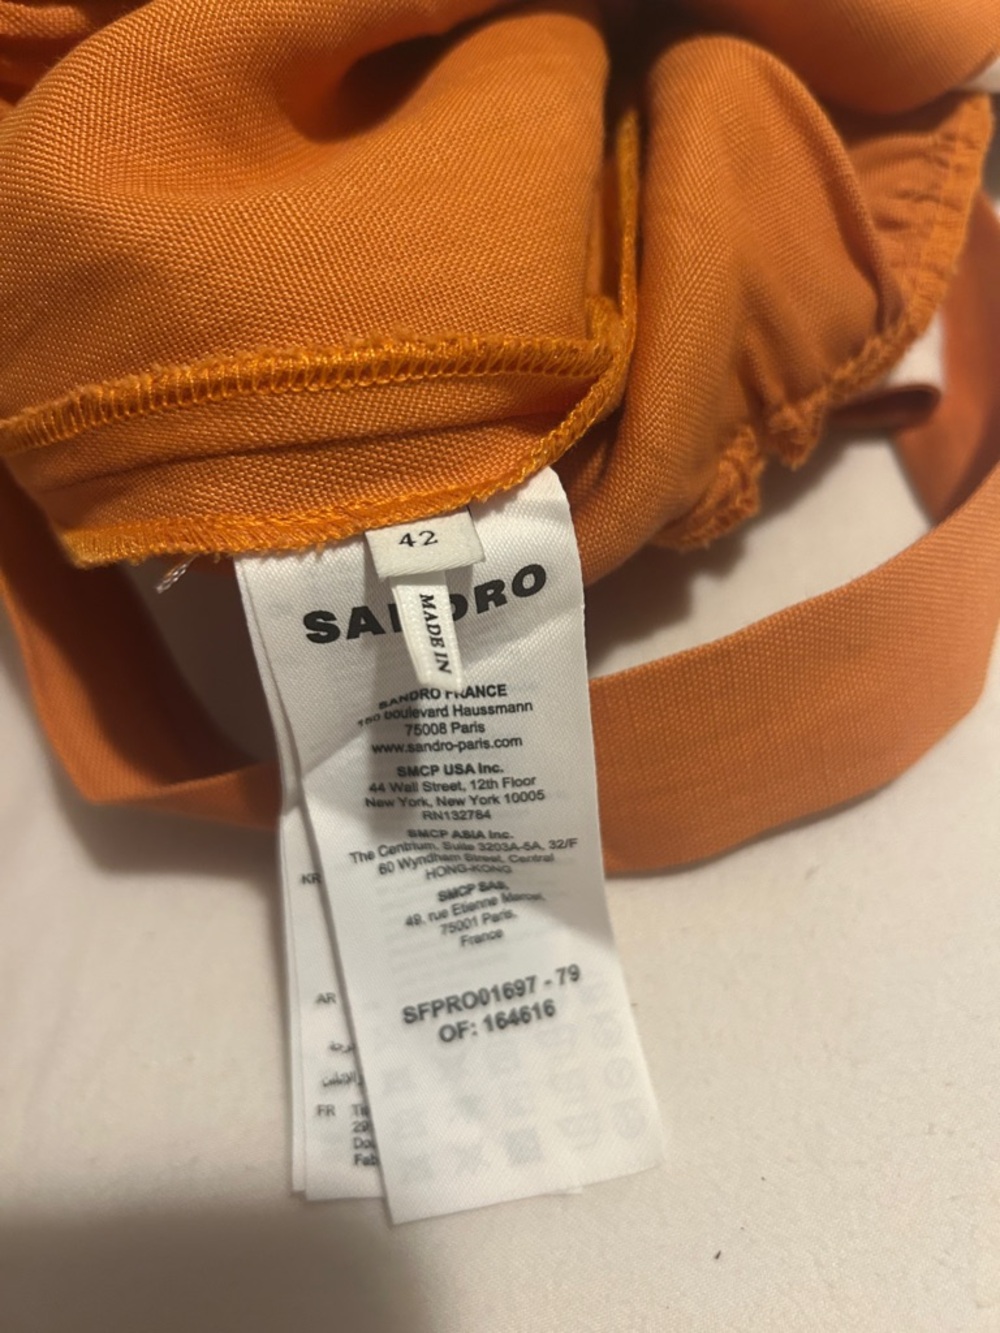 42
SANDRO
MADE IN
SANDRO FRANCE
150 boulevard Haussmann
75008 Paris
www.sandro-paris.com
SMCP USA Inc.
44 Wall Street, 12th Floor
New York, New York 10005
RN132784
SMCP ASIA Inc.
The Centrium, Suite 3203A-5A, 32/F
60 Wyndham Street, Central
HONG-KONG
SMCP SAS,
49, rue Etienne Marcel,
75001 Paris,
France
SFPRO01697 - 79
OF: 164616
KR
AR
FR
29